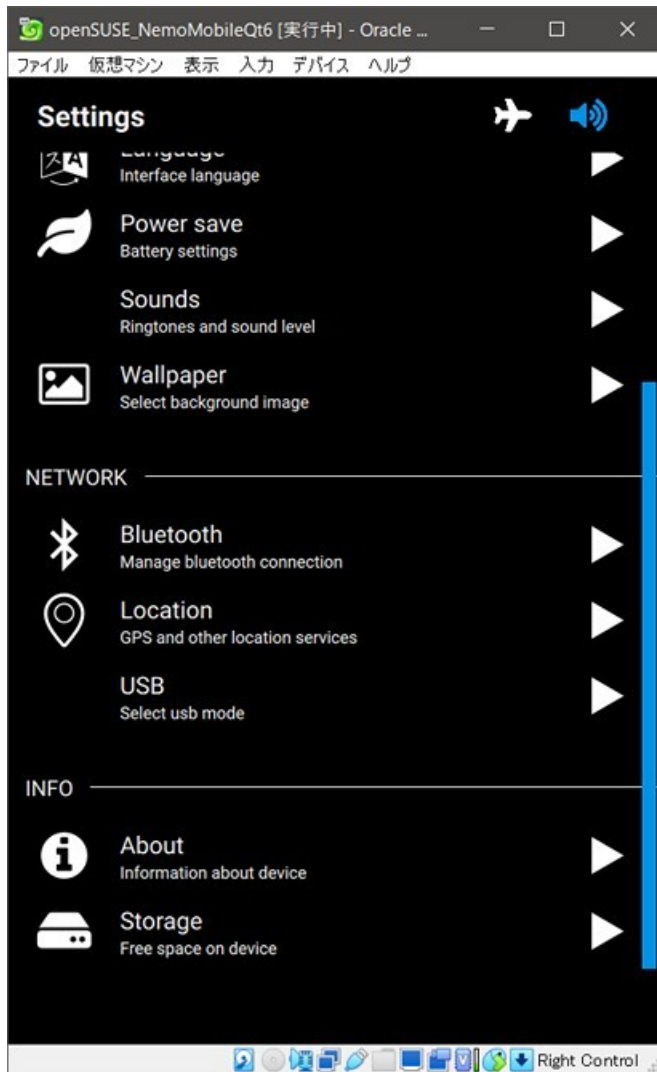 openSUSE_NemoMobileQt6 [実行中] - Oracle ...
ファイル 仮想マシン 表示 入力 デバイス ヘルプ
Settings
Language
Interface language
Power save
Battery settings
Sounds
Ringtones and sound level
Wallpaper
Select background image
NETWORK
Bluetooth
Manage bluetooth connection
Location
GPS and other location services
USB
Select usb mode
INFO
About
Information about device
Storage
Free space on device
Right Control